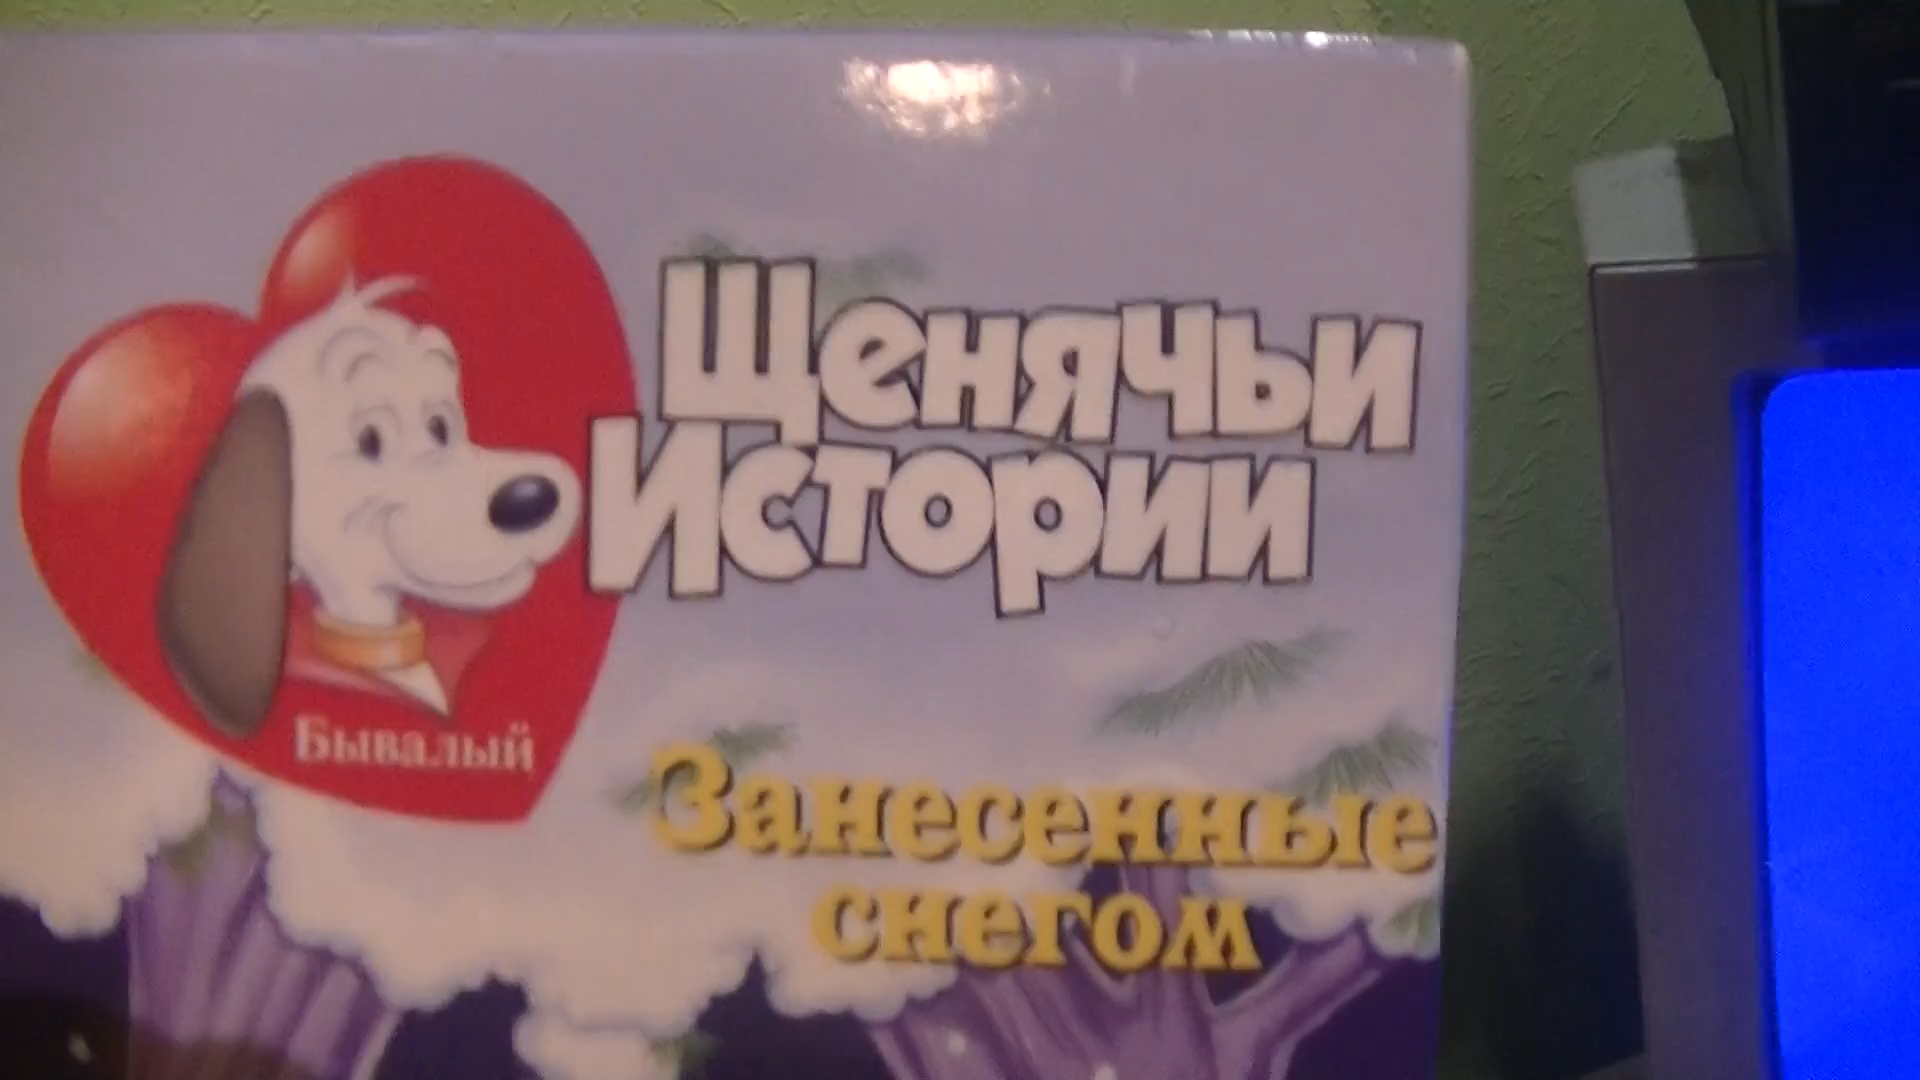 Щенячьи
Истории
Бывалый
Занесенные
снегом